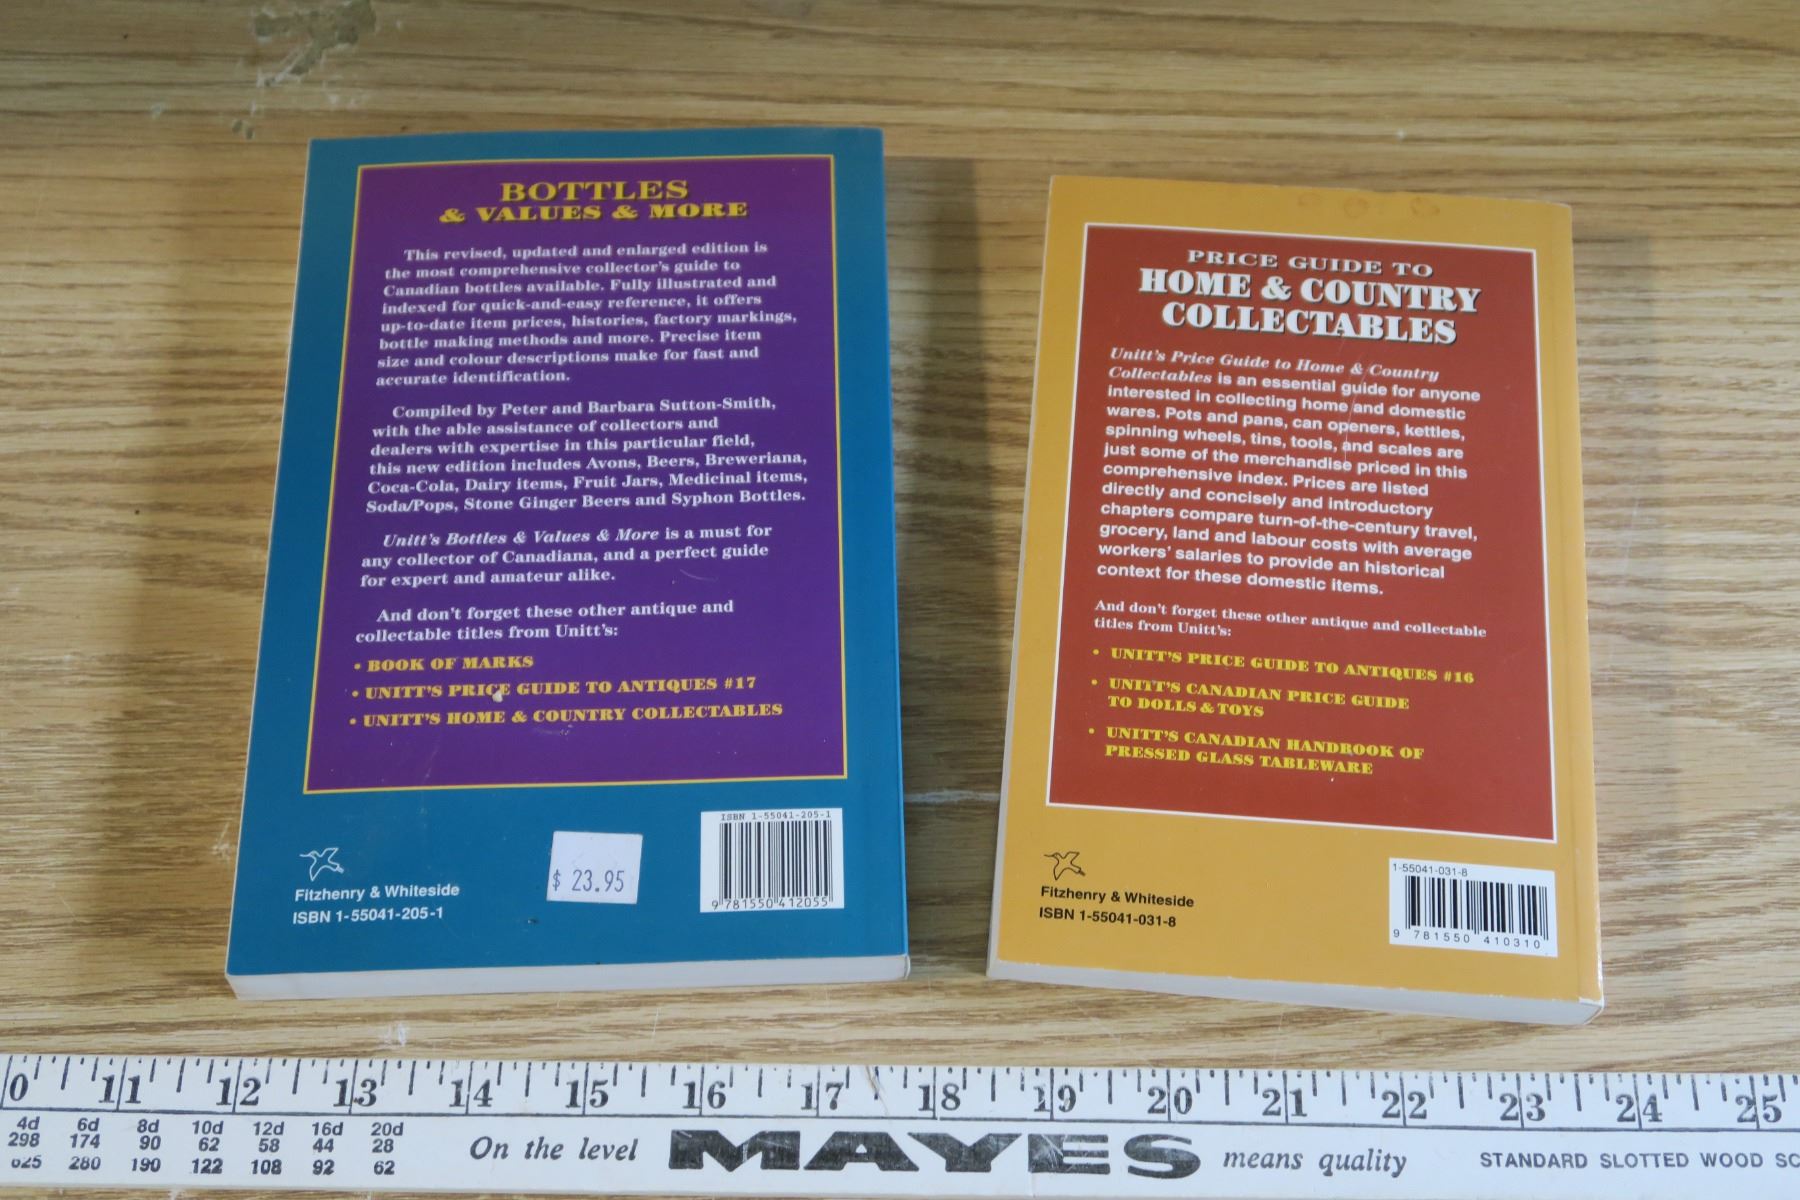 BOTTLES
& VALUES & MORE
This revised, updated and enlarged edition is
the most comprehensive collector's guide to
Canadian bottles available. Fully illustrated and
indexed for quick-and-easy reference, it offers
up-to-date item prices, histories, factory markings,
bottle making methods and more. Precise item
size and colour descriptions make for fast and
accurate identification.
Compiled by Peter and Barbara Sutton-Smith,
with the able assistance of collectors and
dealers with expertise in this particular field,
this new edition includes Avons, Beers, Breweriana,
Coca-Cola, Dairy items, Fruit Jars, Medicinal items,
Soda/Pops, Stone Ginger Beers and Syphon Bottles.
Unitt's Bottles & Values & More is a must for
any collector of Canadiana, and a perfect guide
for expert and amateur alike.
And don't forget these other antique and
collectable titles from Unitt's:
• BOOK OF MARKS
• UNITT'S PRICE GUIDE TO ANTIQUES #17
• UNITT'S HOME & COUNTRY COLLECTABLES
Fitzhenry & Whiteside
ISBN 1-55041-205-1
$ 23.95
ISBN 1-55041-205-1
9 781550 412055
PRICE GUIDE TO
HOME & COUNTRY
COLLECTABLES
Unitt's Price Guide to Home & Country
Collectables is an essential guide for anyone
interested in collecting home and domestic
wares. Pots and pans, can openers, kettles,
spinning wheels, tins, tools, and scales are
just some of the merchandise priced in this
comprehensive index. Prices are listed
directly and concisely and introductory
chapters compare turn-of-the-century travel,
grocery, land and labour costs with average
workers' salaries to provide an historical
context for these domestic items.
And don't forget these other antique and collectable
titles from Unitt's:
• UNITT'S PRICE GUIDE TO ANTIQUES #16
• UNITT'S CANADIAN PRICE GUIDE
TO DOLLS & TOYS
• UNITT'S CANADIAN HANDBOOK OF
PRESSED GLASS TABLEWARE
Fitzhenry & Whiteside
ISBN 1-55041-031-8
1-55041-031-8
9 781550 410310
0 11 12 13 14 15 16 17 18 19 20 21 22 23 24 25
4d 6d 8d 10d 12d 16d 20d
298 174 90 62 58 44 28
625 280 190 122 108 92 62
On the level MAYES means quality
STANDARD SLOTTED WOOD SC